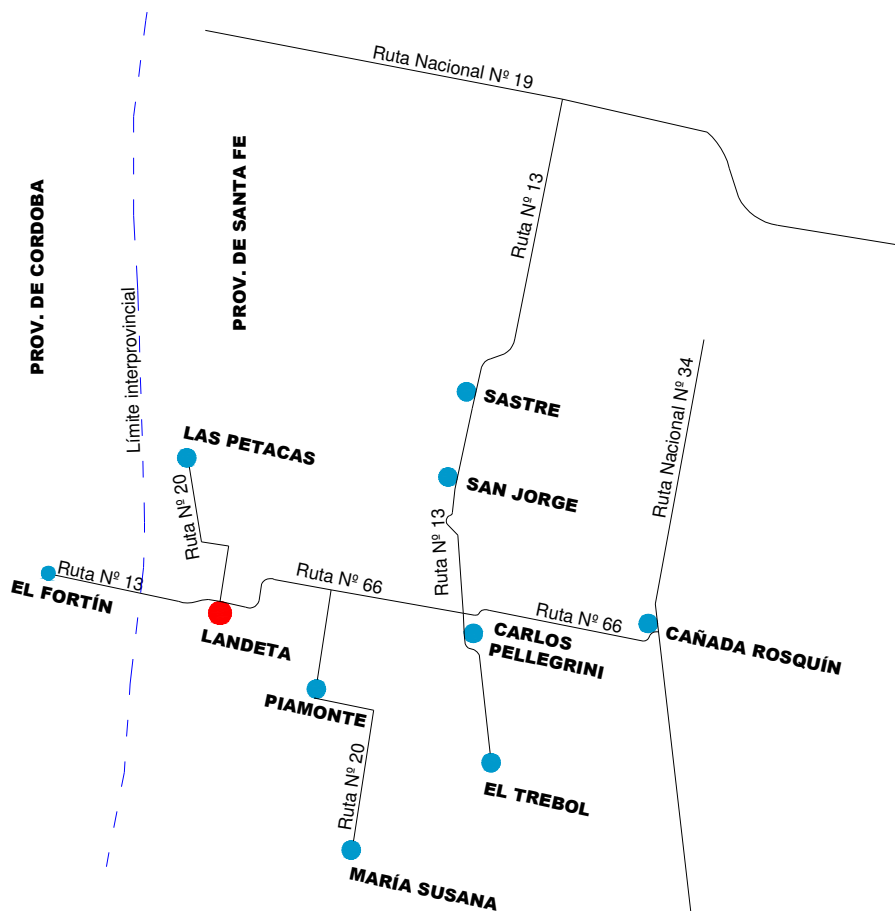 Ruta Nacional Nº 19
PROV. DE CORDOBA
PROV. DE SANTA FE
Ruta Nº 13
Límite interprovincial
Ruta Nacional Nº 34
SASTRE
LAS PETACAS
SAN JORGE
Ruta Nº 20
Ruta Nº 13
Ruta Nº 13
EL FORTÍN
Ruta Nº 66
Ruta Nº 66
LANDETA
CARLOS
PELLEGRINI
CAÑADA ROSQUÍN
PIAMONTE
Ruta Nº 20
EL TREBOL
MARÍA SUSANA